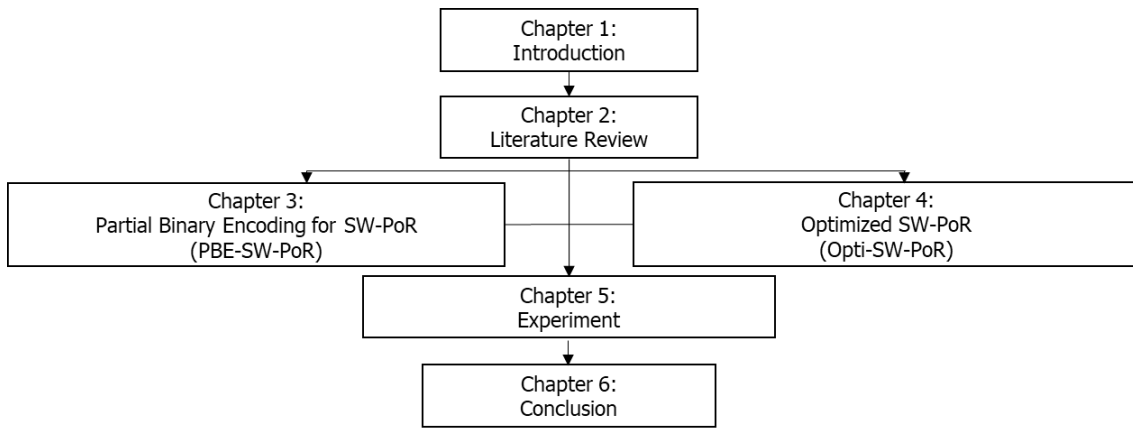 Chapter 1:
Introduction
Chapter 2:
Literature Review
Chapter 3:
Partial Binary Encoding for SW-PoR
(PBE-SW-PoR)
Chapter 4:
Optimized SW-PoR
(Opti-SW-PoR)
Chapter 5:
Experiment
Chapter 6:
Conclusion